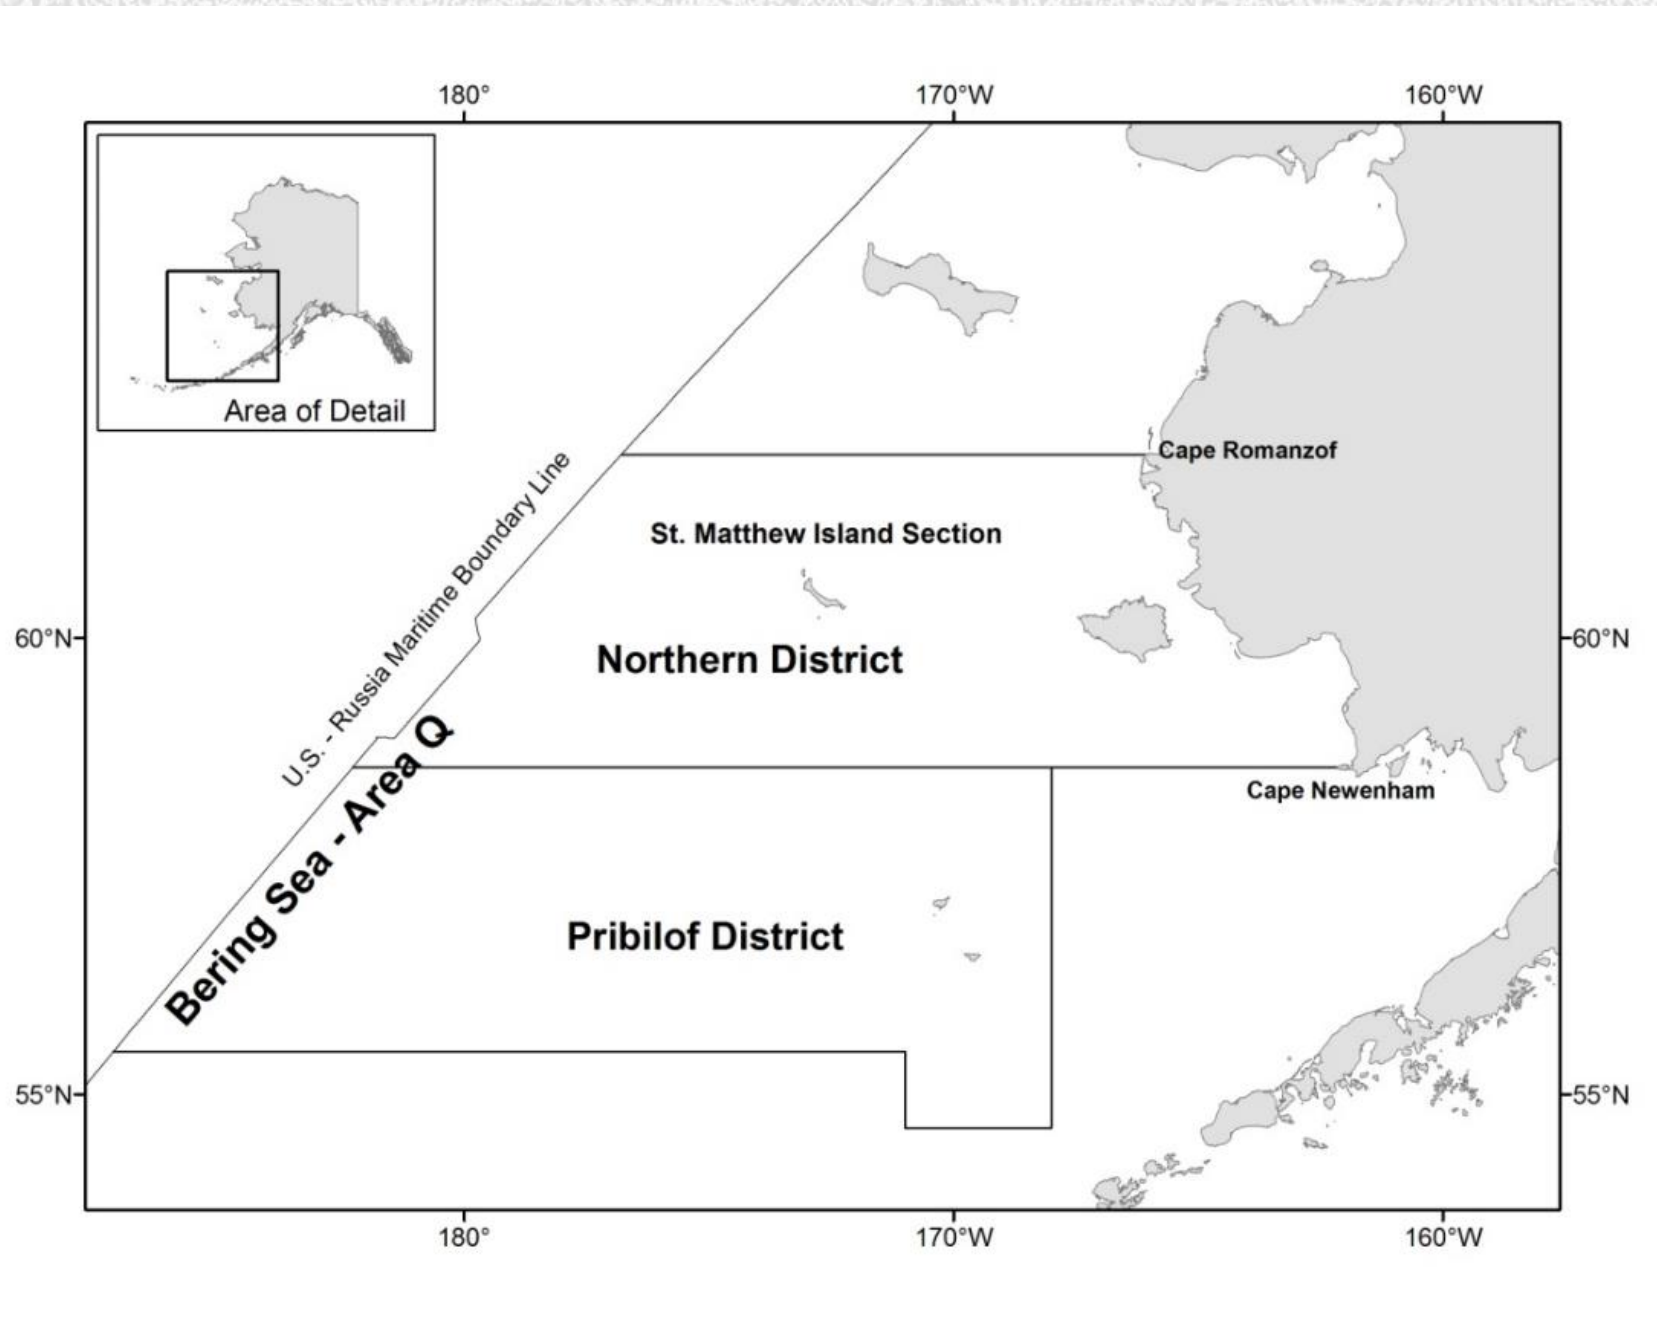 180°
170°W
160°W
Area of Detail
U.S. - Russia Maritime Boundary Line
Cape Romanzof
St. Matthew Island Section
60°N
60°N
Northern District
Bering Sea - Area Q
Cape Newenham
Pribilof District
55°N
55°N
180°
170°W
160°W